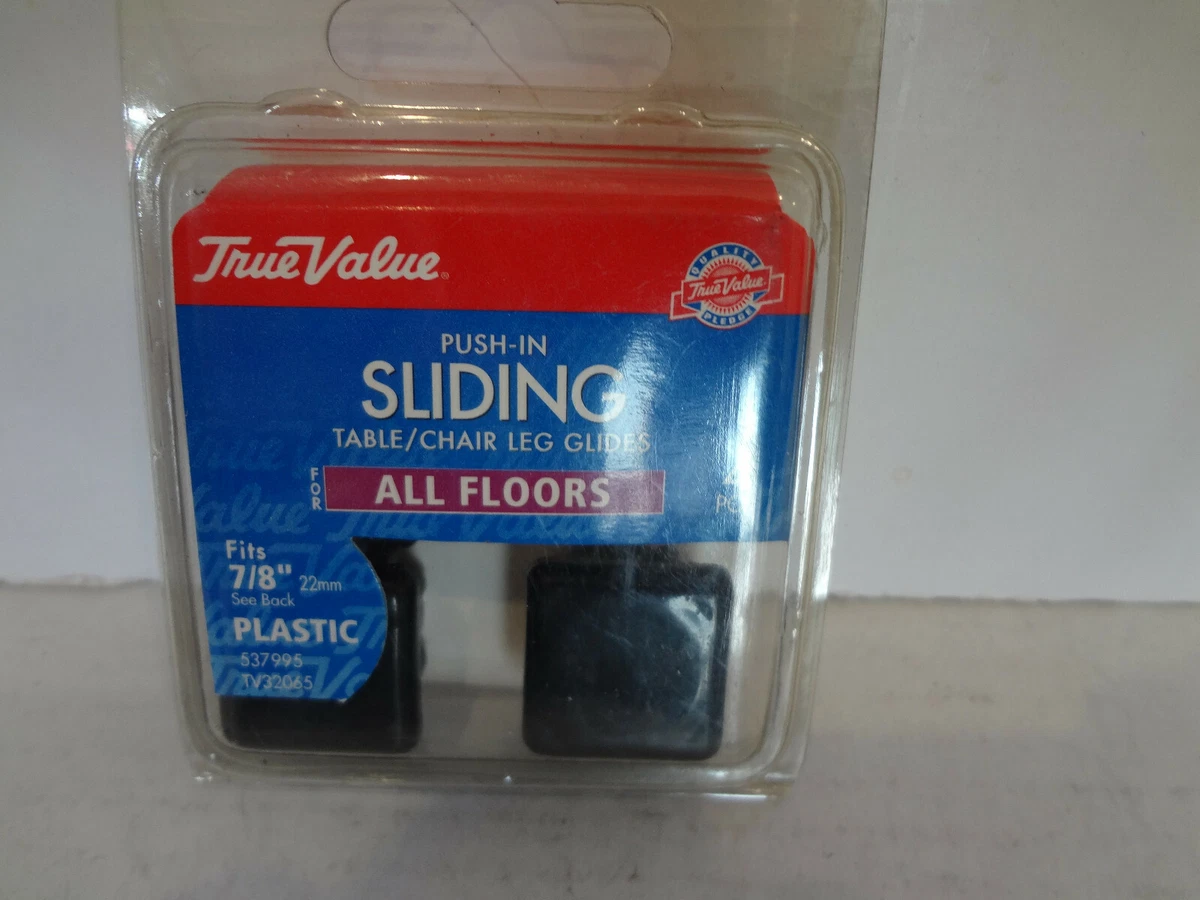 True Value®
QUALITY
True Value
PLEDGE
PUSH-IN
SLIDING
TABLE/CHAIR LEG GLIDES
FOR
ALL FLOORS
Fits
7/8" 22mm
See Back
PLASTIC
537995
TV32065